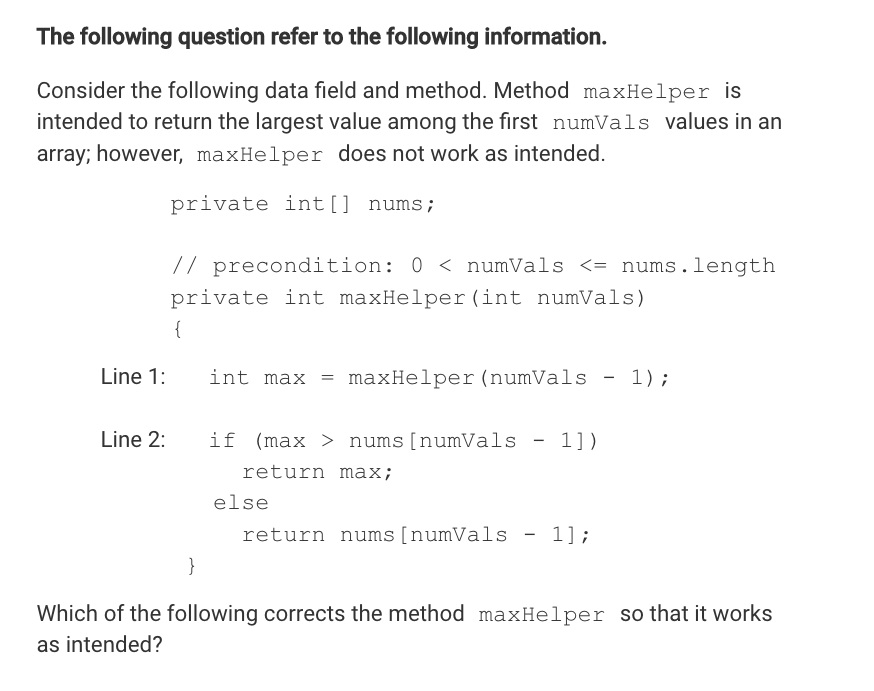 The following question refer to the following information.
Consider the following data field and method. Method maxHelper is
intended to return the largest value among the first numVals values in an
array; however, maxHelper does not work as intended.
private int[] nums;
// precondition: 0 < numVals <= nums.length
private int maxHelper(int numVals)
{
Line 1: int max = maxHelper(numVals - 1);
Line 2: if (max > nums[numVals - 1])
return max;
else
return nums[numVals - 1];
}
Which of the following corrects the method maxHelper so that it works
as intended?